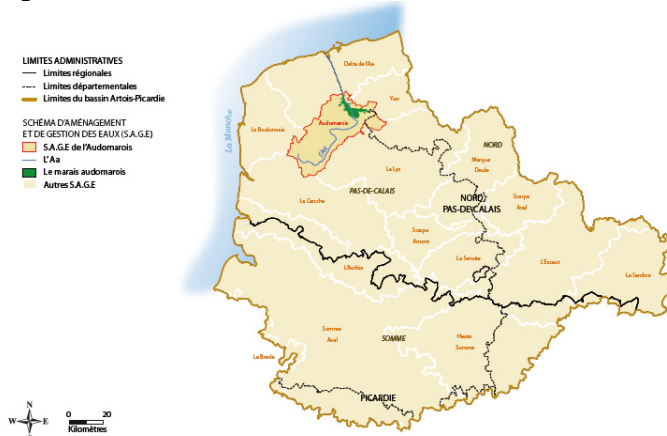 LIMITES ADMINISTRATIVES
Limites régionales
Limites départementales
Limites du bassin Artois-Picardie
SCHÉMA D'AMÉNAGEMENT
ET DE GESTION DES EAUX (S.A.G.E)
S.A.G.E de l'Audomarois
L'Aa
Le marais audomarois
Autres S.A.G.E
La Manche
Delta de l'Aa
Yser
Audomarois
Le Boulonnais
L'Aa
La Lys
NORD
Marque
Deule
PAS-DE-CALAIS
NORD
PAS-DE-CALAIS
La Canche
Scarpe
Aval
Scarpe
Amont
La Sensée
L'Escaut
La Sambre
L'Authie
Somme
Aval
SOMME
Haute
Somme
La Bresle
PICARDIE
N
W
E
S
0 20
Kilomètres